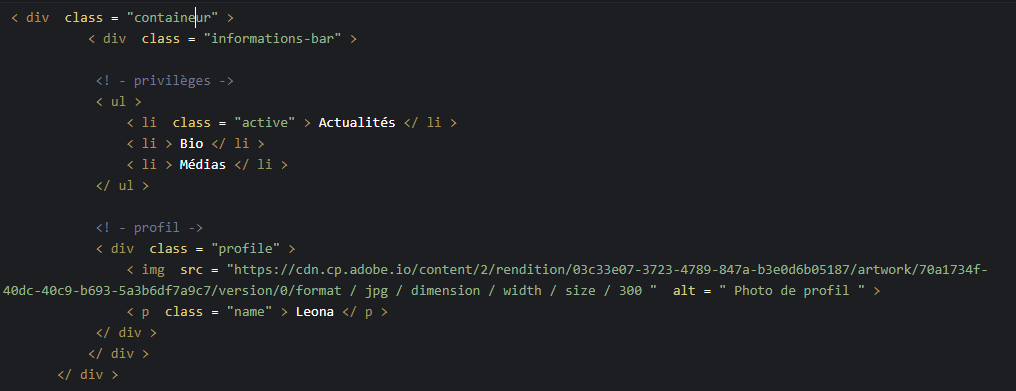 < div class = "containeur" >
< div class = "informations-bar" >
<! - privilèges ->
< ul >
< li class = "active" > Actualités </ li >
< li > Bio </ li >
< li > Médias </ li >
</ ul >
<! - profil ->
< div class = "profile" >
< img src = "https://cdn.cp.adobe.io/content/2/rendition/03c33e07-3723-4789-847a-b3e0d6b05187/artwork/70a1734f-
40dc-40c9-b693-5a3b6df7a9c7/version/0/format / jpg / dimension / width / size / 300 " alt = " Photo de profil " >
< p class = "name" > Leona </ p >
</ div >
</ div >
</ div >